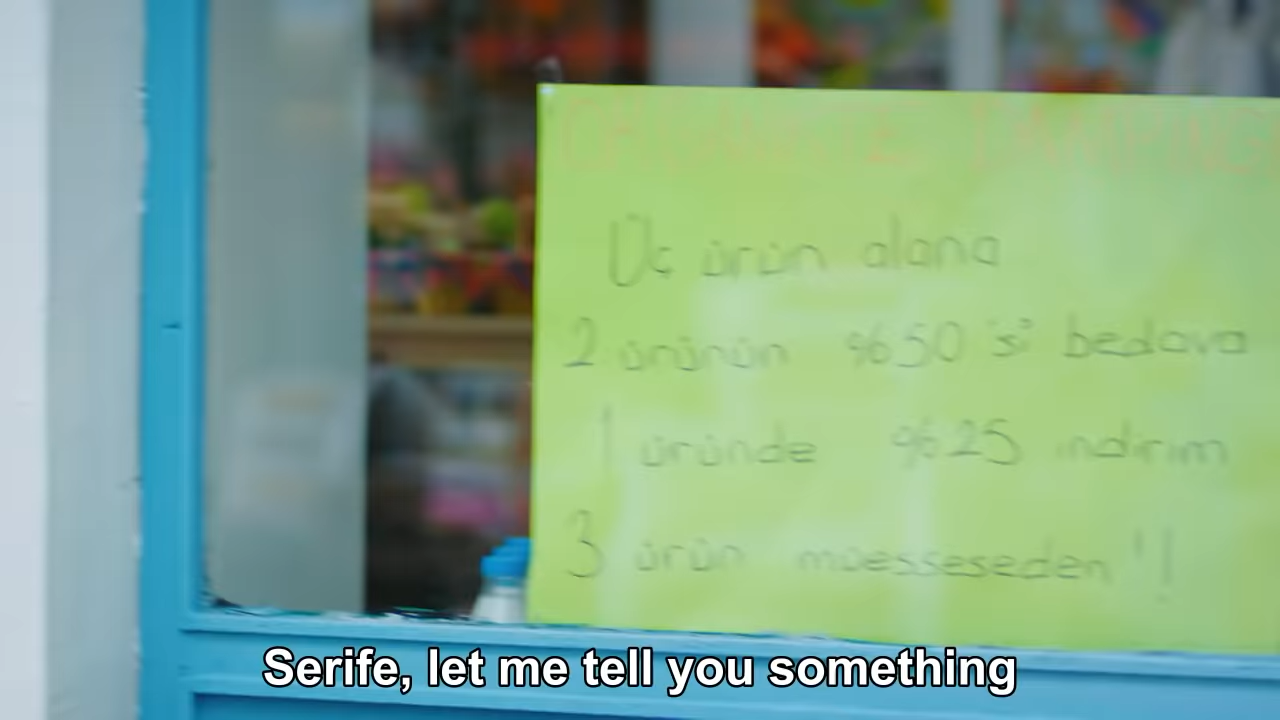 Üç ürün alana
2 ürünün %50'si bedava
1 üründe %25 indirim
3 ürün müesseseden!!
Serife, let me tell you something